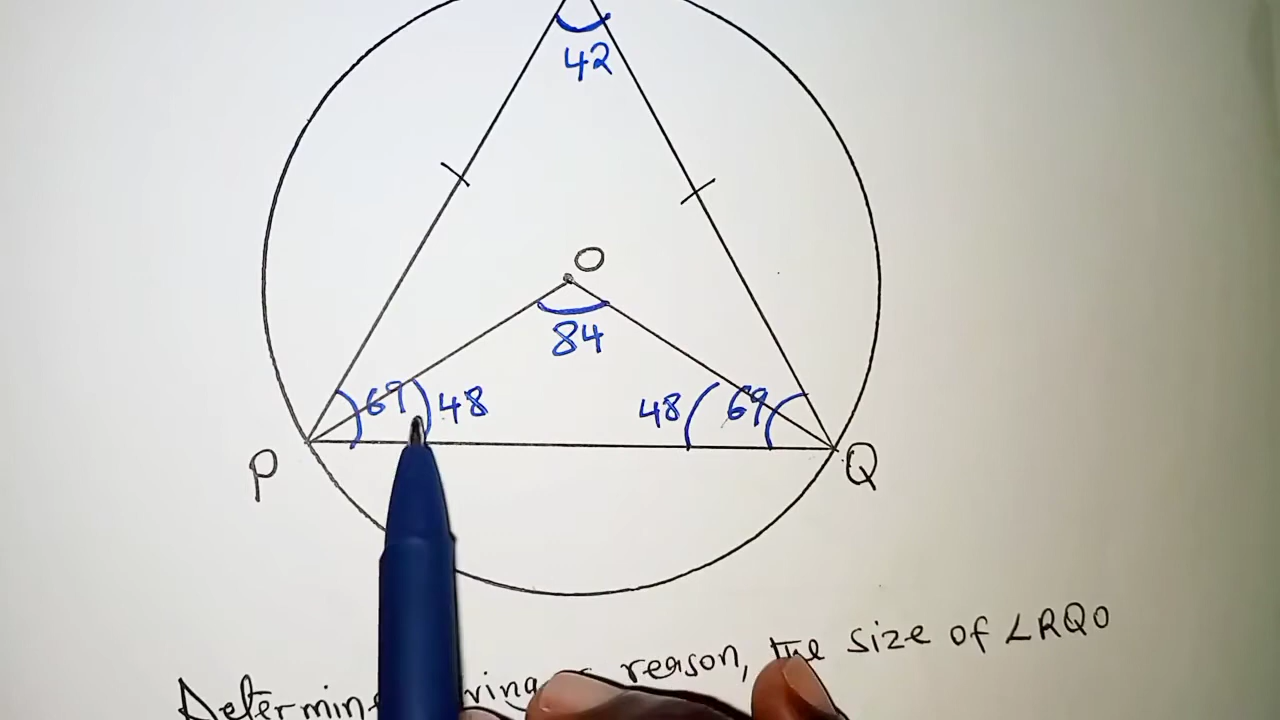 42
O
84
69 48 48 69
P Q
reason, the size of ∠RQO